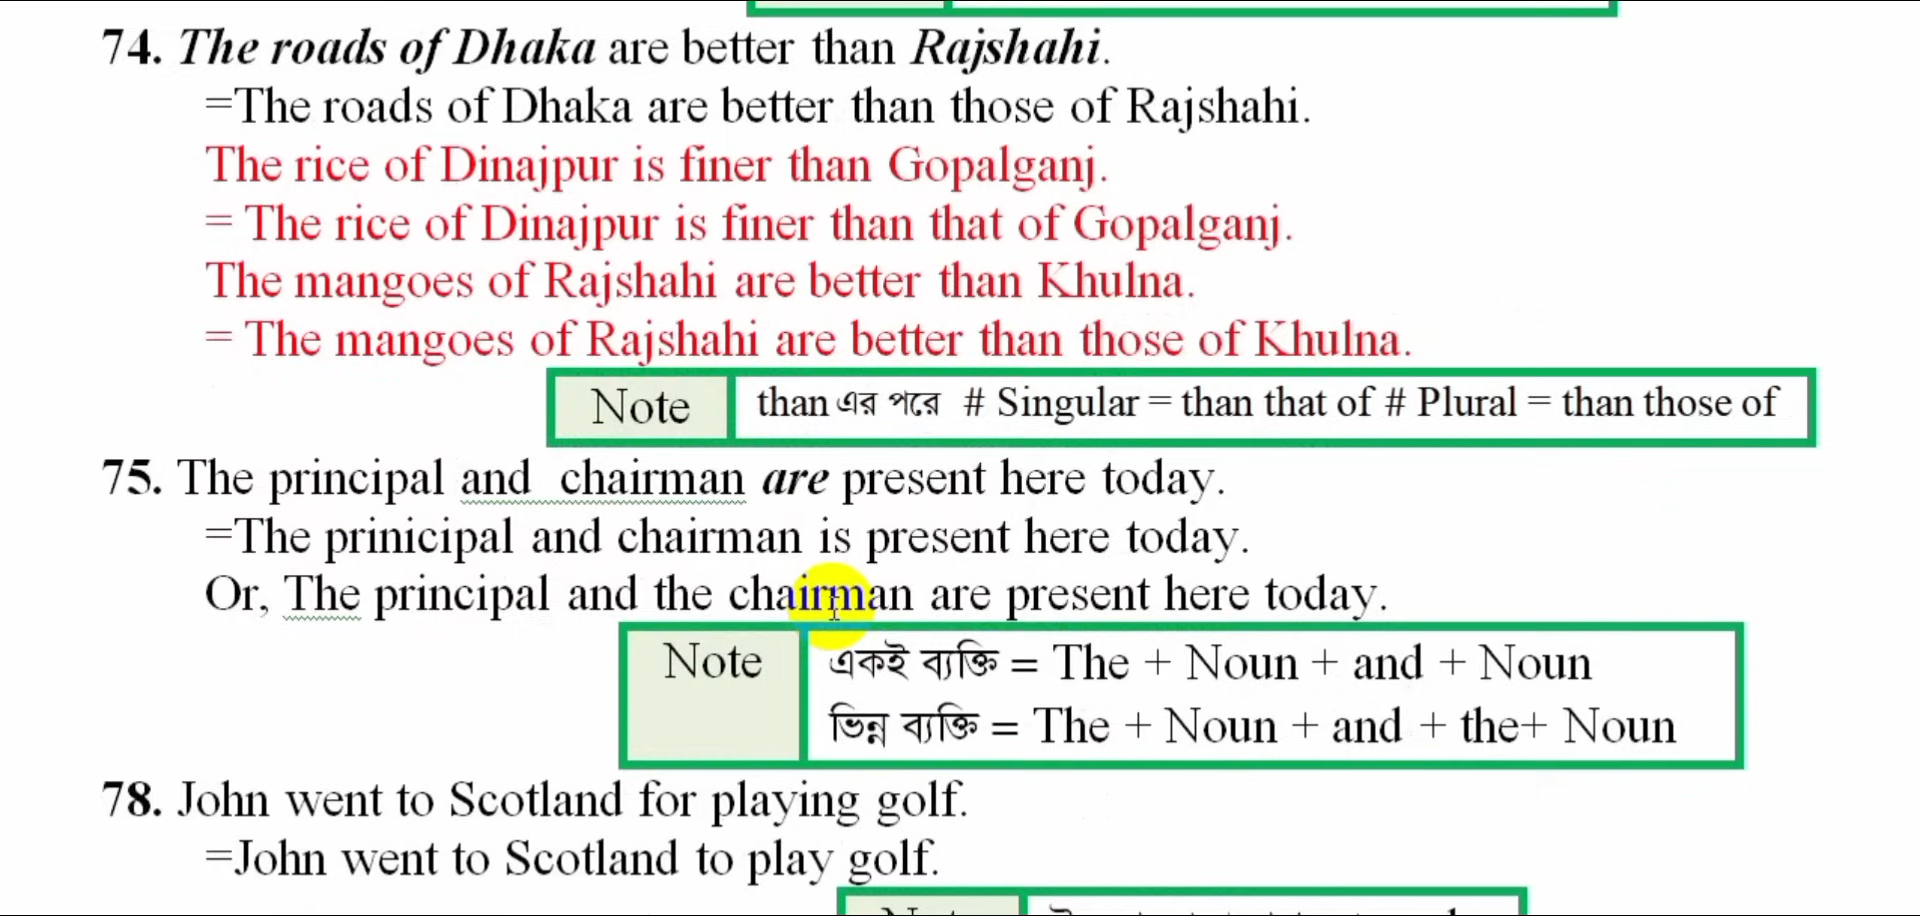 74. The roads of Dhaka are better than Rajshahi.
=The roads of Dhaka are better than those of Rajshahi.
The rice of Dinajpur is finer than Gopalganj.
= The rice of Dinajpur is finer than that of Gopalganj.
The mangoes of Rajshahi are better than Khulna.
= The mangoes of Rajshahi are better than those of Khulna.
Note than এর পরে # Singular = than that of # Plural = than those of
75. The principal and chairman are present here today.
=The prinicipal and chairman is present here today.
Or, The principal and the chairman are present here today.
Note একই ব্যক্তি = The + Noun + and + Noun
ভিন্ন ব্যক্তি = The + Noun + and + the+ Noun
78. John went to Scotland for playing golf.
=John went to Scotland to play golf.